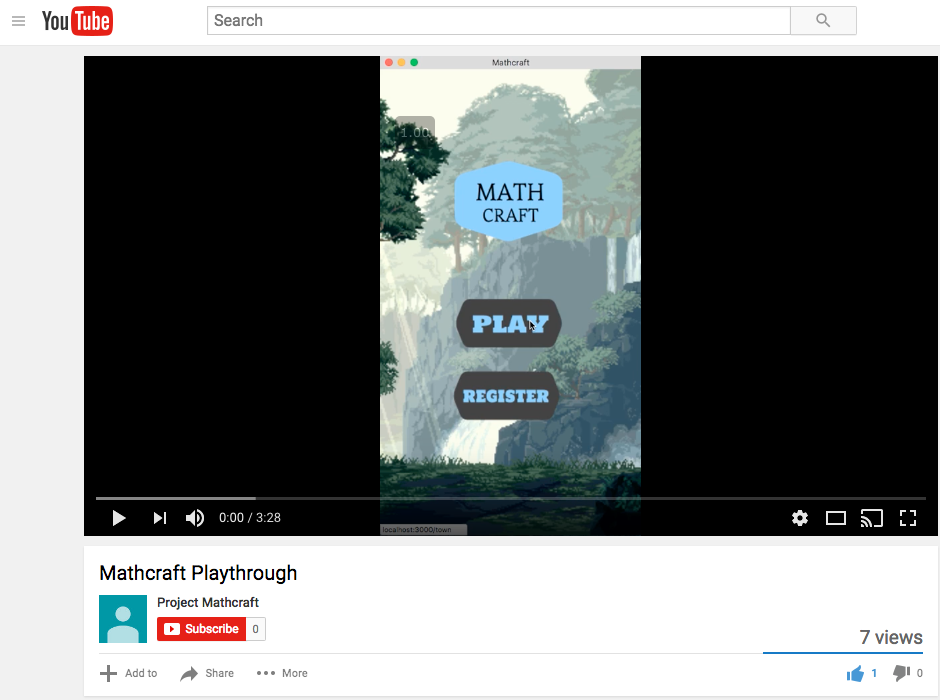 YouTube
Search
Mathcraft
1.00
MATH
CRAFT
PLAY
REGISTER
0:00 / 3:28
localhost:3000/town
Mathcraft Playthrough
Project Mathcraft
Subscribe 0
7 views
Add to Share More 1 0